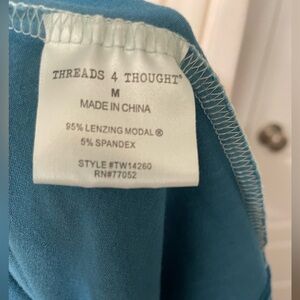 THREADS 4 THOUGHT®
M
MADE IN CHINA
95% LENZING MODAL®
5% SPANDEX
STYLE #TW14260
RN#77052